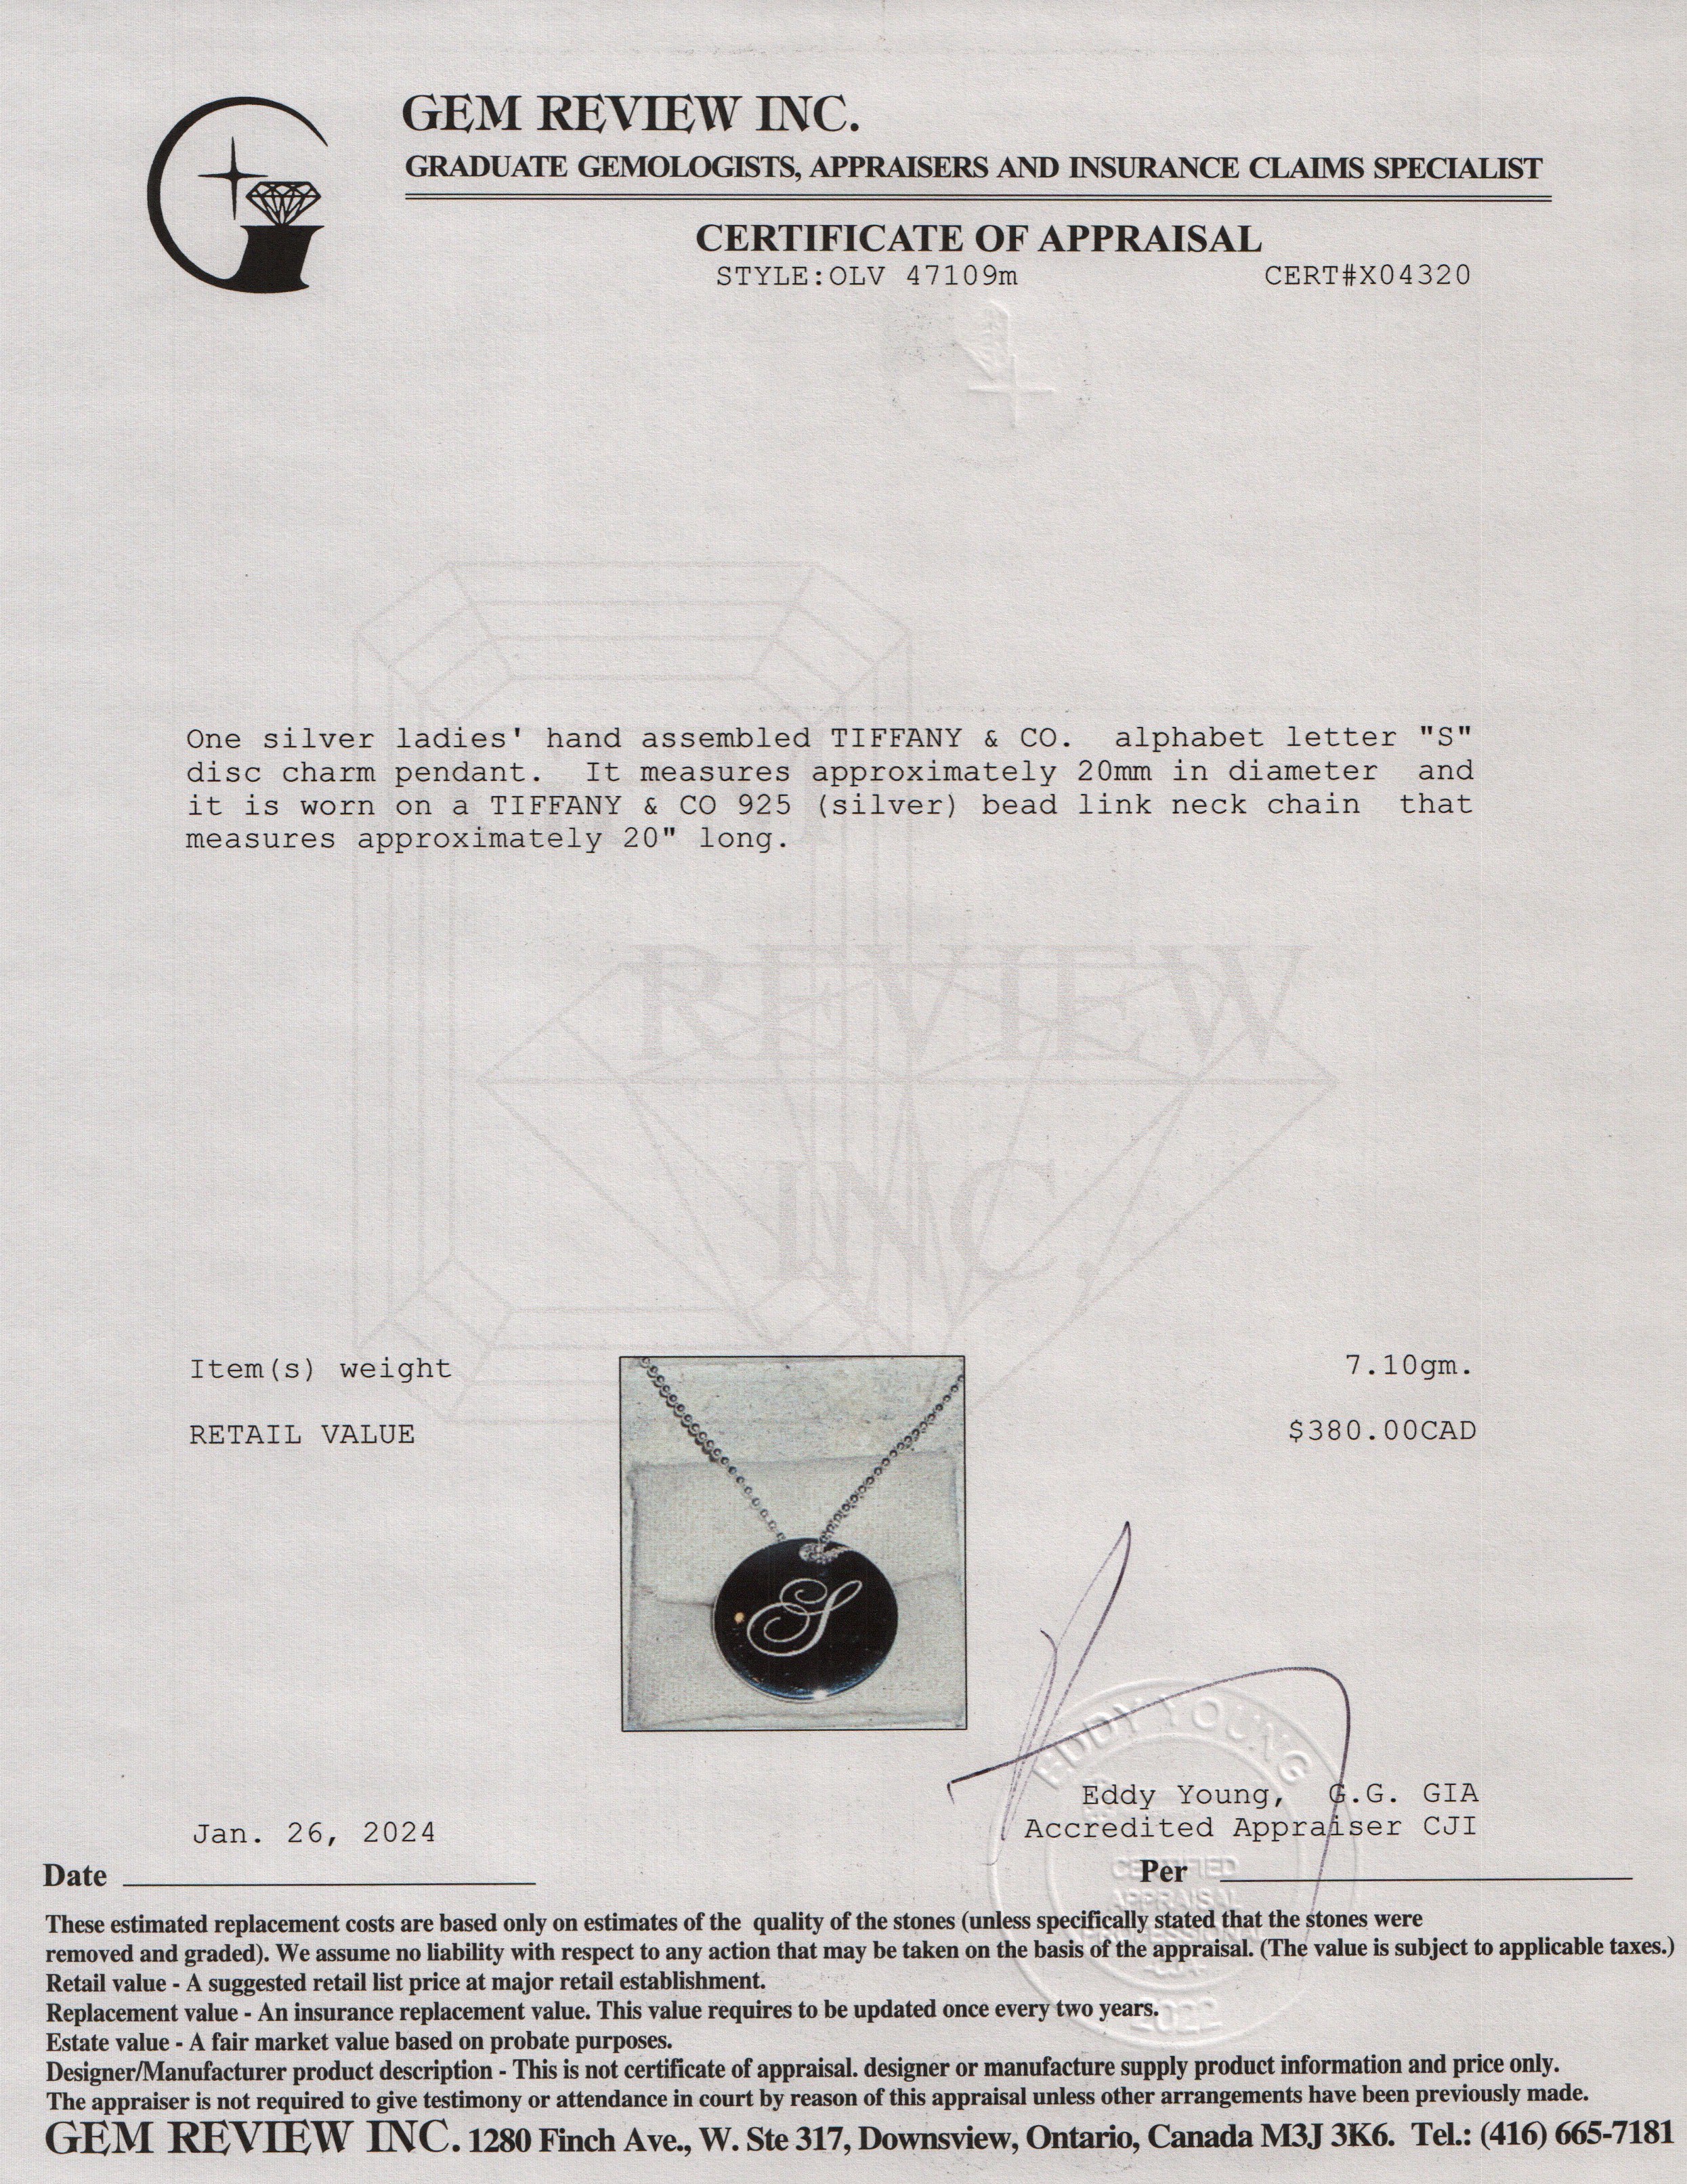 GEM REVIEW INC.
GRADUATE GEMOLOGISTS, APPRAISERS AND INSURANCE CLAIMS SPECIALIST
CERTIFICATE OF APPRAISAL
STYLE:OLV 47109m CERT#X04320
One silver ladies' hand assembled TIFFANY & CO. alphabet letter "S"
disc charm pendant. It measures approximately 20mm in diameter and
it is worn on a TIFFANY & CO 925 (silver) bead link neck chain that
measures approximately 20" long.
REVIEW
INC.
Item(s) weight 7.10gm.
RETAIL VALUE $380.00CAD
S
EDDY YOUNG
Eddy Young, G.G. GIA
Jan. 26, 2024 Accredited Appraiser CJI
Date Per
CERTIFIED
APPRAISAL
PROFESSIONAL
2022
These estimated replacement costs are based only on estimates of the quality of the stones (unless specifically stated that the stones were
removed and graded). We assume no liability with respect to any action that may be taken on the basis of the appraisal. (The value is subject to applicable taxes.)
Retail value - A suggested retail list price at major retail establishment.
Replacement value - An insurance replacement value. This value requires to be updated once every two years.
Estate value - A fair market value based on probate purposes.
Designer/Manufacturer product description - This is not certificate of appraisal. designer or manufacture supply product information and price only.
The appraiser is not required to give testimony or attendance in court by reason of this appraisal unless other arrangements have been previously made.
GEM REVIEW INC. 1280 Finch Ave., W. Ste 317, Downsview, Ontario, Canada M3J 3K6. Tel.: (416) 665-7181